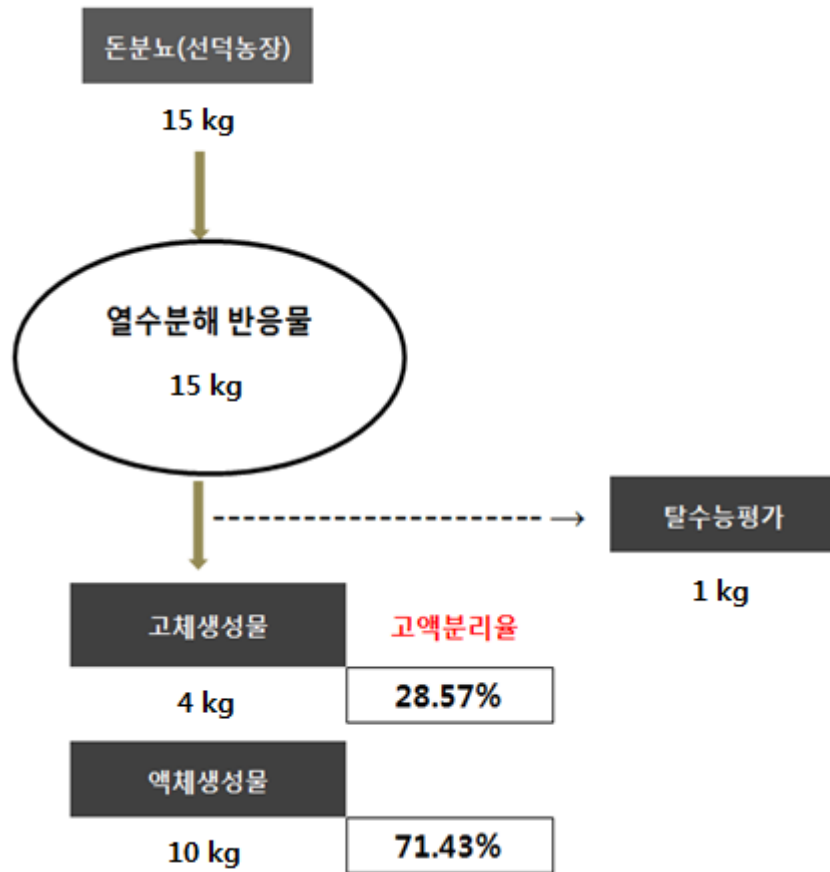 돈분뇨(선덕농장)
15 kg
열수분해 반응물
15 kg
탈수능평가
1 kg
고체생성물
고액분리율
4 kg
28.57%
액체생성물
10 kg
71.43%